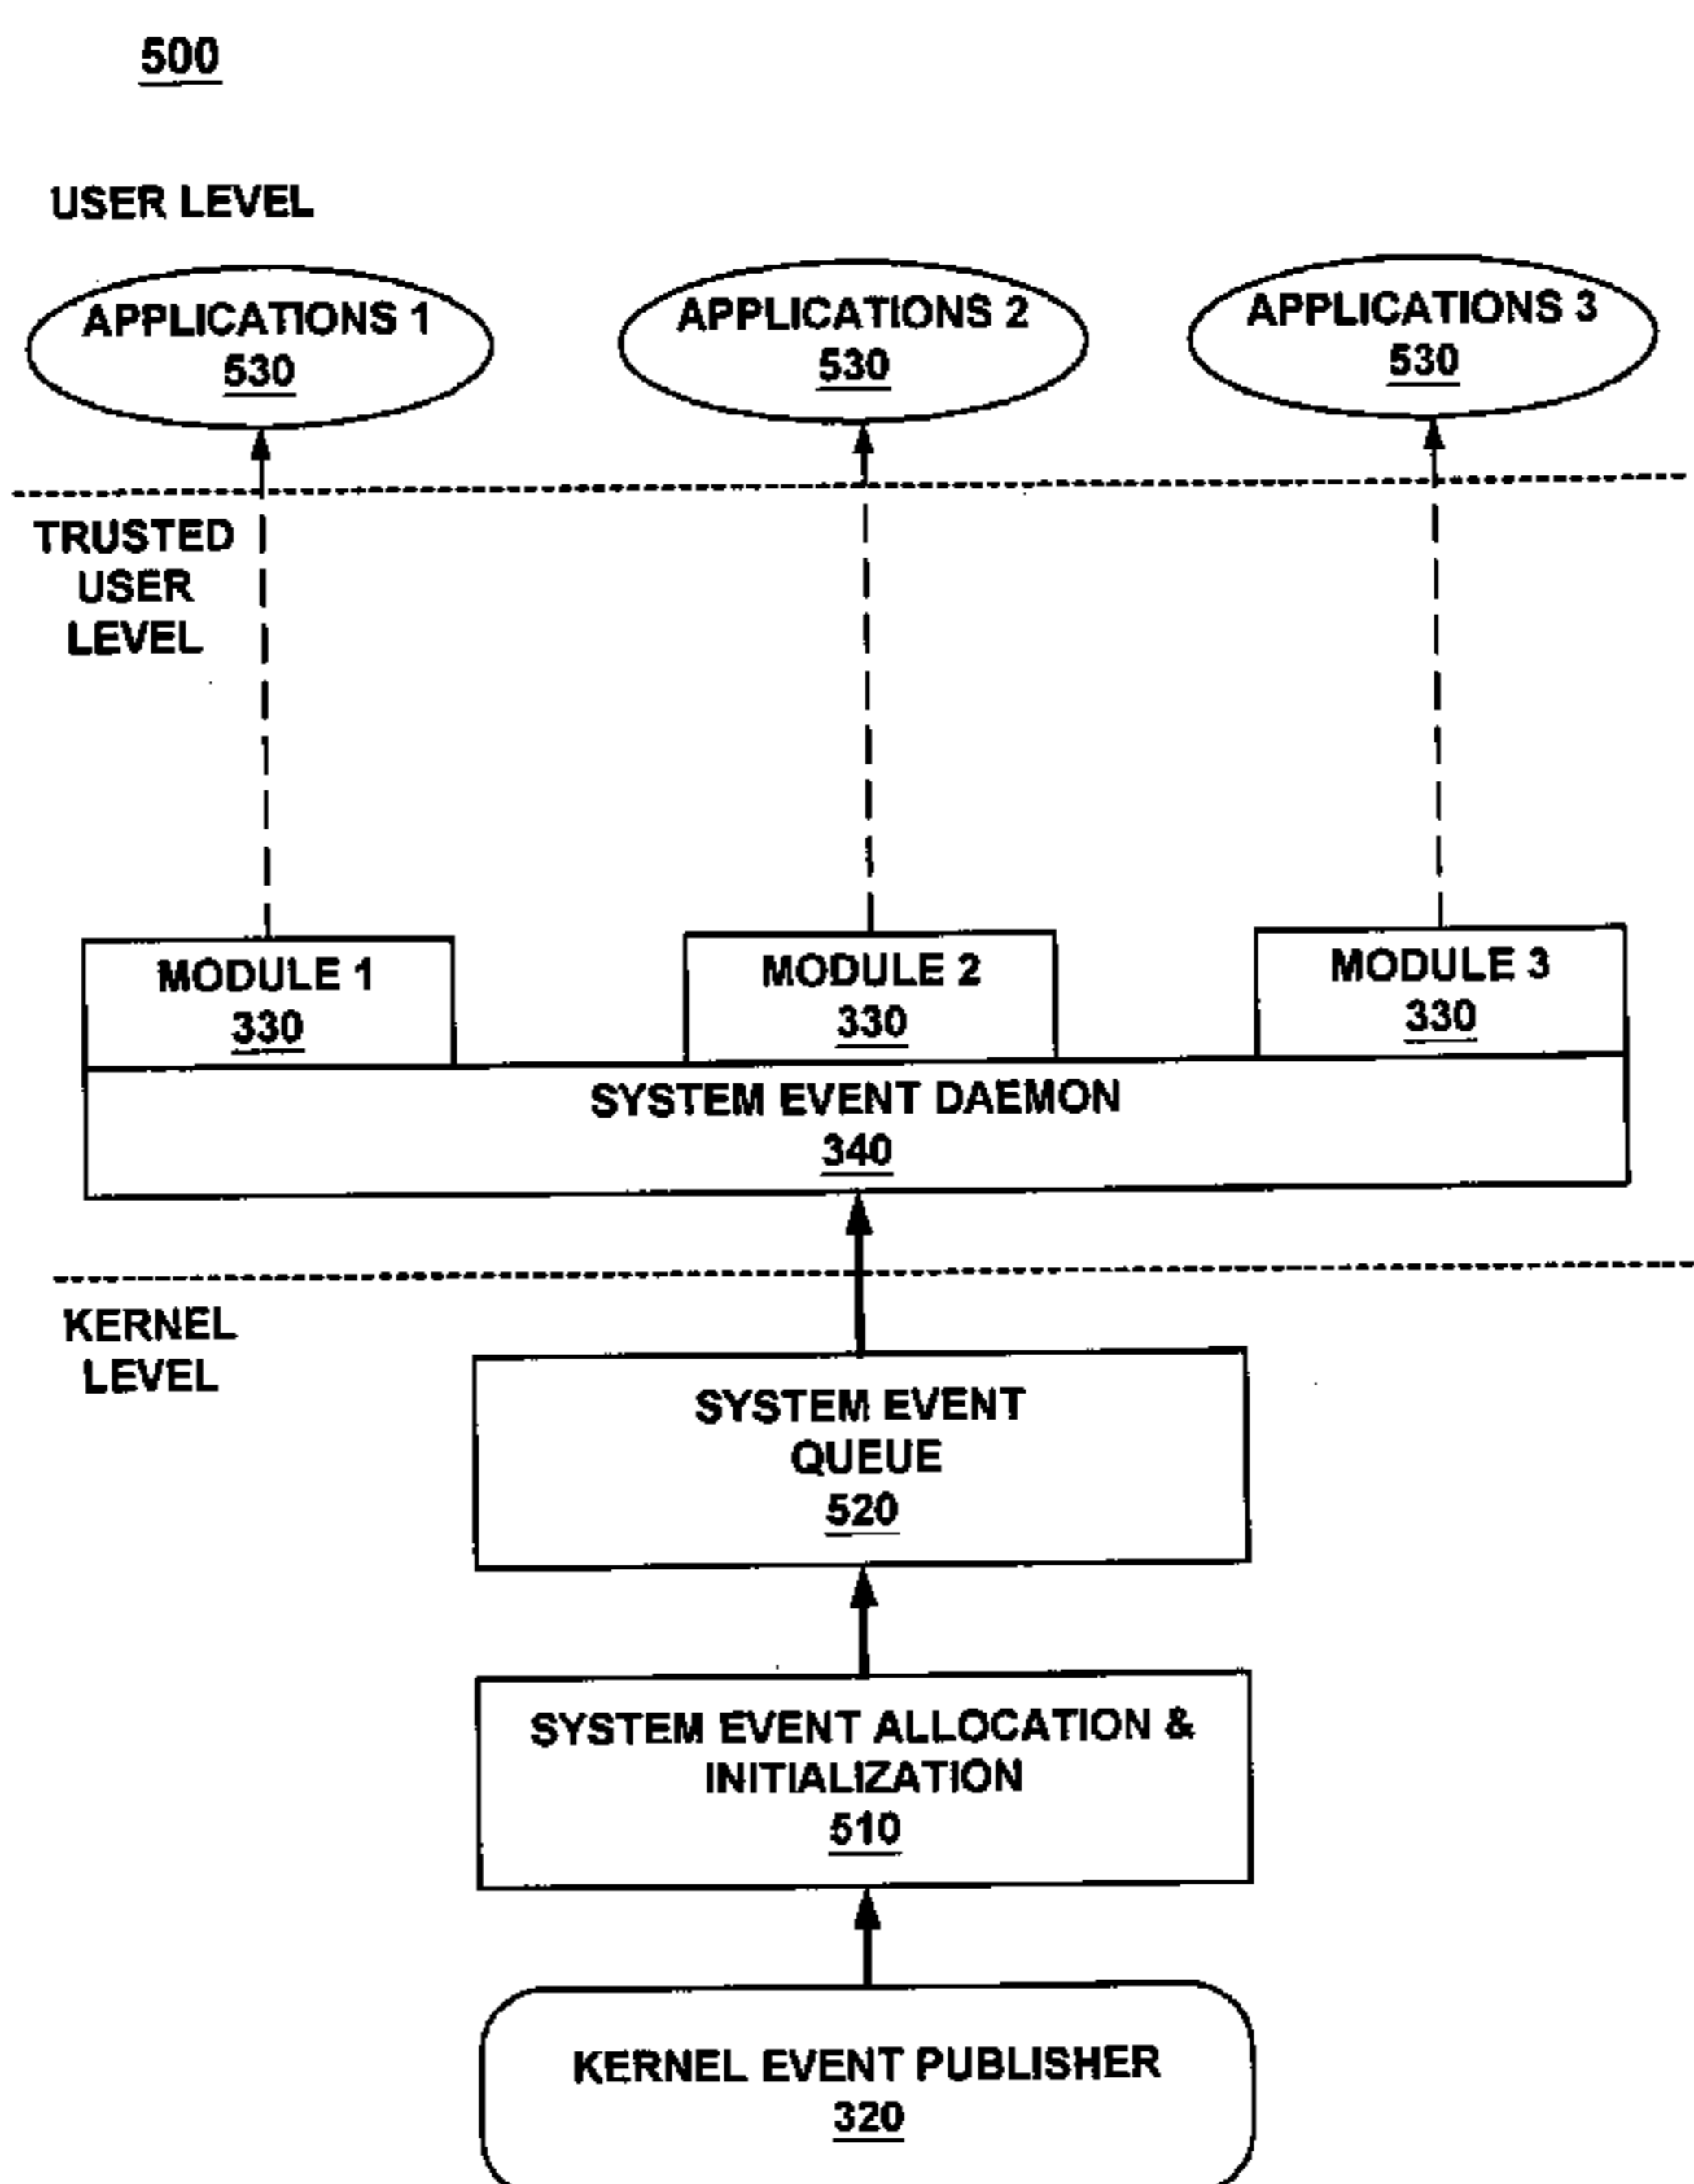 500
USER LEVEL
APPLICATIONS 1
530
APPLICATIONS 2
530
APPLICATIONS 3
530
TRUSTED
USER
LEVEL
MODULE 1
330
MODULE 2
330
MODULE 3
330
SYSTEM EVENT DAEMON
340
KERNEL
LEVEL
SYSTEM EVENT
QUEUE
520
SYSTEM EVENT ALLOCATION &
INITIALIZATION
510
KERNEL EVENT PUBLISHER
320